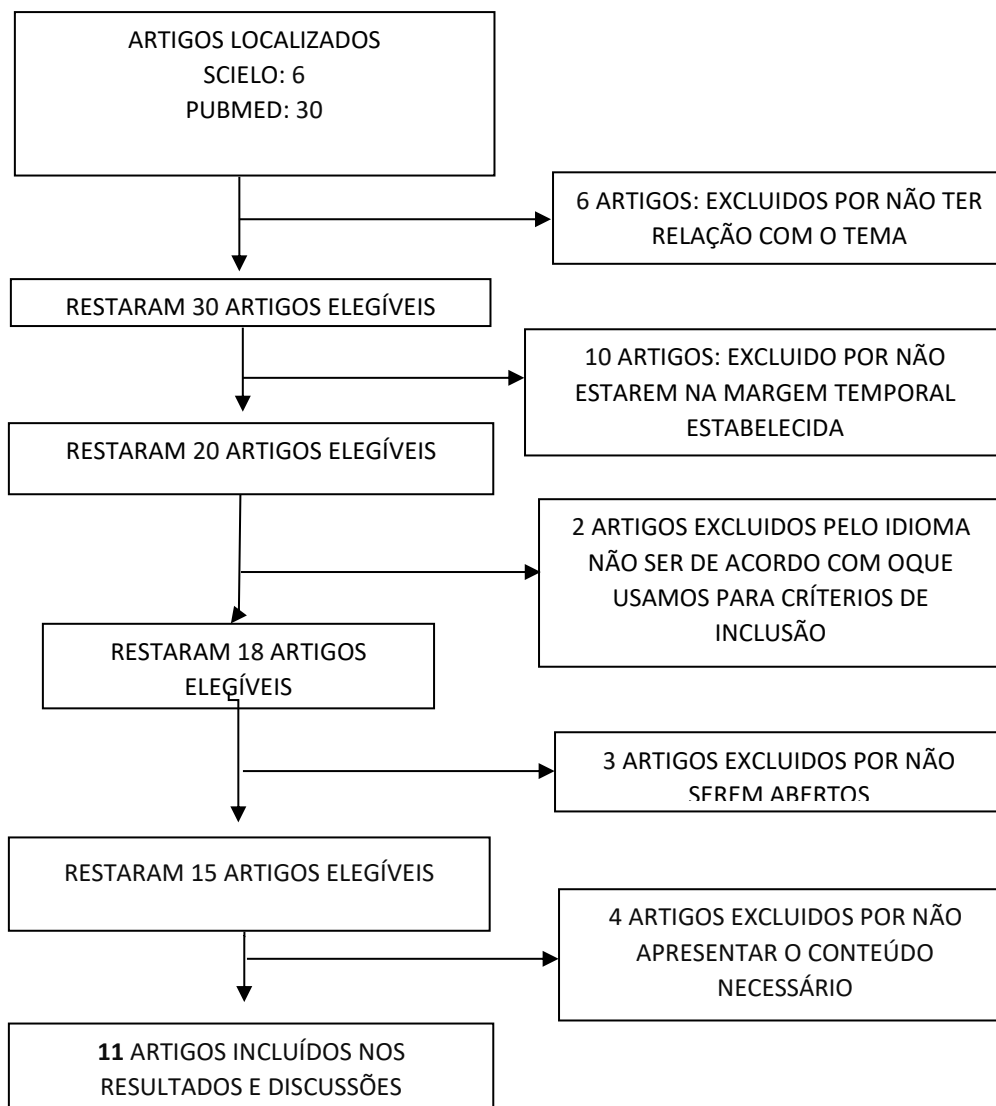 ARTIGOS LOCALIZADOS
SCIELO: 6
PUBMED: 30
6 ARTIGOS: EXCLUIDOS POR NÃO TER
RELAÇÃO COM O TEMA
RESTARAM 30 ARTIGOS ELEGÍVEIS
10 ARTIGOS: EXCLUIDO POR NÃO
ESTAREM NA MARGEM TEMPORAL
ESTABELECIDA
RESTARAM 20 ARTIGOS ELEGÍVEIS
2 ARTIGOS EXCLUIDOS PELO IDIOMA
NÃO SER DE ACORDO COM OQUE
USAMOS PARA CRÍTERIOS DE
INCLUSÃO
RESTARAM 18 ARTIGOS
ELEGÍVEIS
3 ARTIGOS EXCLUIDOS POR NÃO
SEREM ABERTOS
RESTARAM 15 ARTIGOS ELEGÍVEIS
4 ARTIGOS EXCLUIDOS POR NÃO
APRESENTAR O CONTEÚDO
NECESSÁRIO
11 ARTIGOS INCLUÍDOS NOS
RESULTADOS E DISCUSSÕES